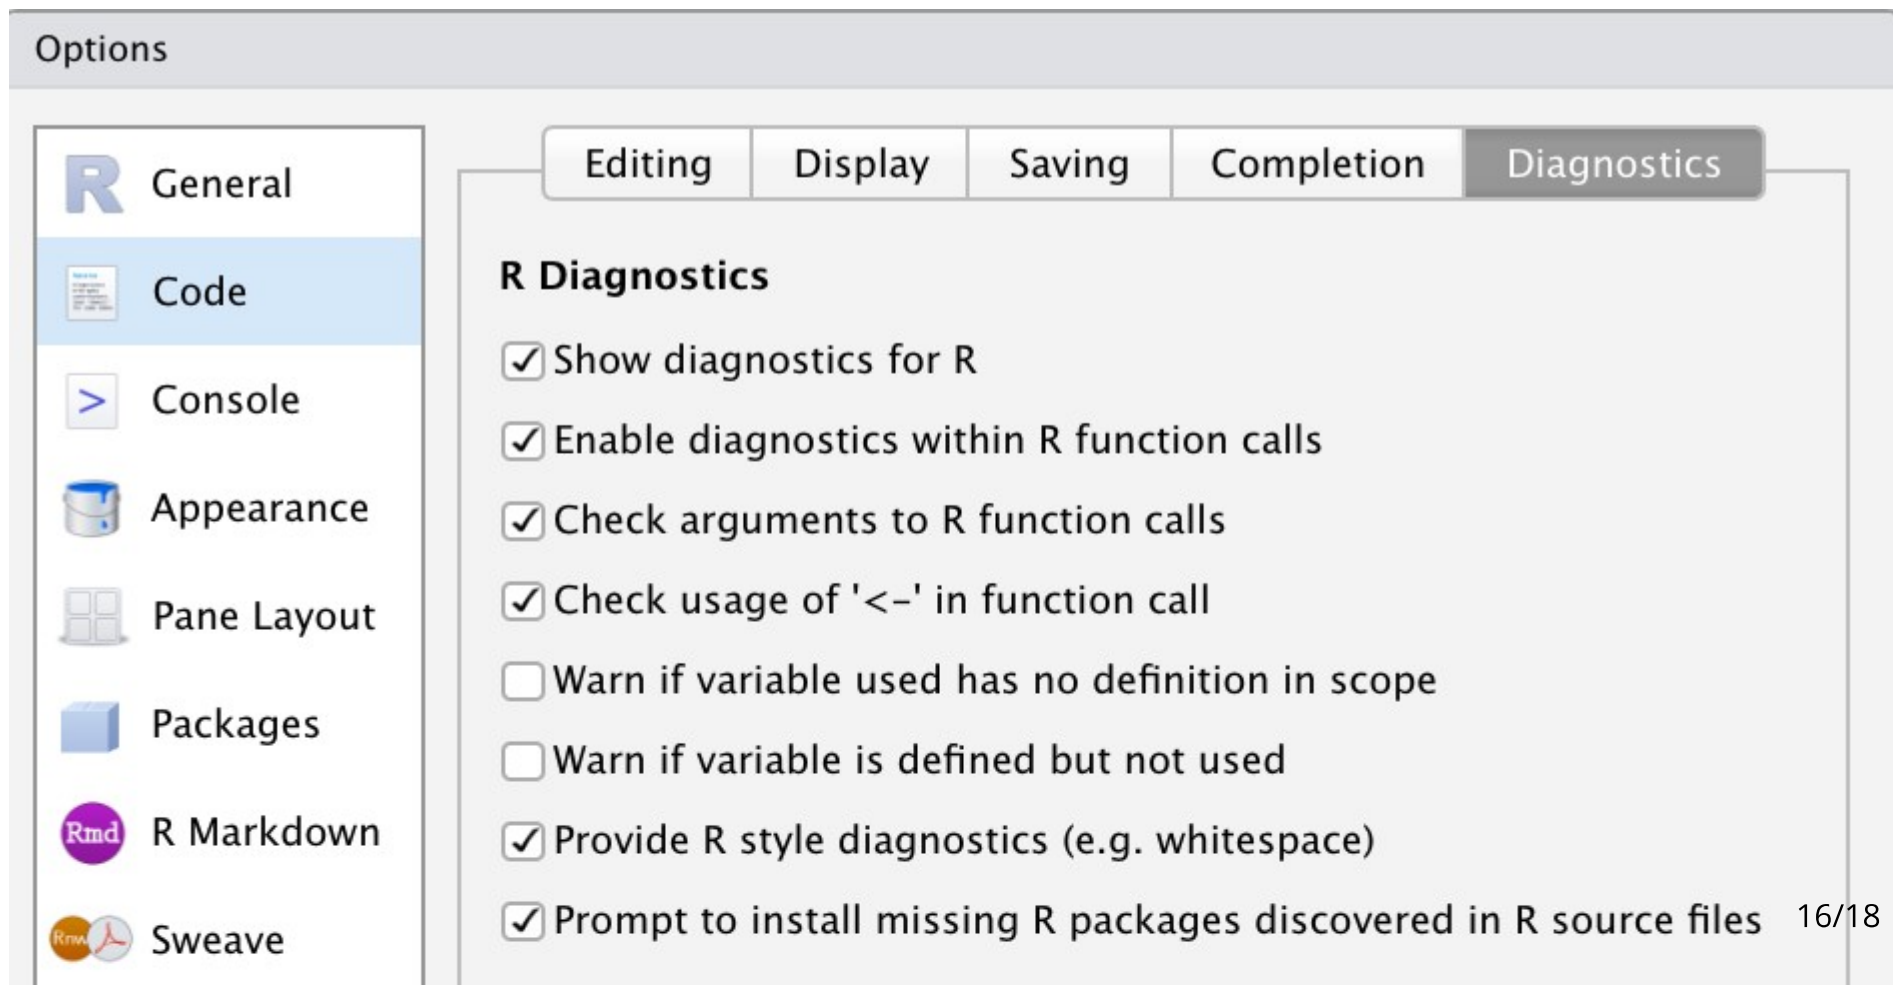 Options
General
Code
Console
Appearance
Pane Layout
Packages
Rmd R Markdown
Rnw Sweave
Editing Display Saving Completion Diagnostics
R Diagnostics
Show diagnostics for R
Enable diagnostics within R function calls
Check arguments to R function calls
Check usage of '<-' in function call
Warn if variable used has no definition in scope
Warn if variable is defined but not used
Provide R style diagnostics (e.g. whitespace)
Prompt to install missing R packages discovered in R source files
16/18